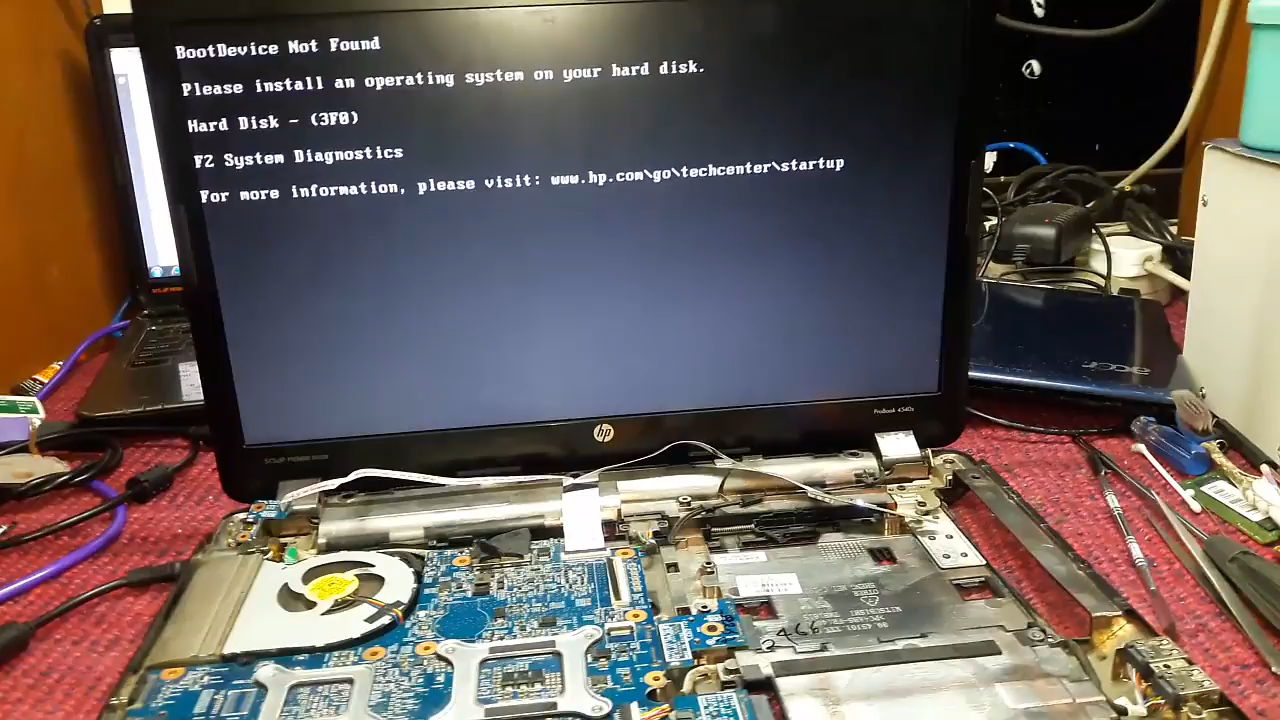 BootDevice Not Found
Please install an operating system on your hard disk.
Hard Disk - (3F0)
F2 System Diagnostics
For more information, please visit: www.hp.com\go\techcenter\startup
ProBook 4540s
hp
acer